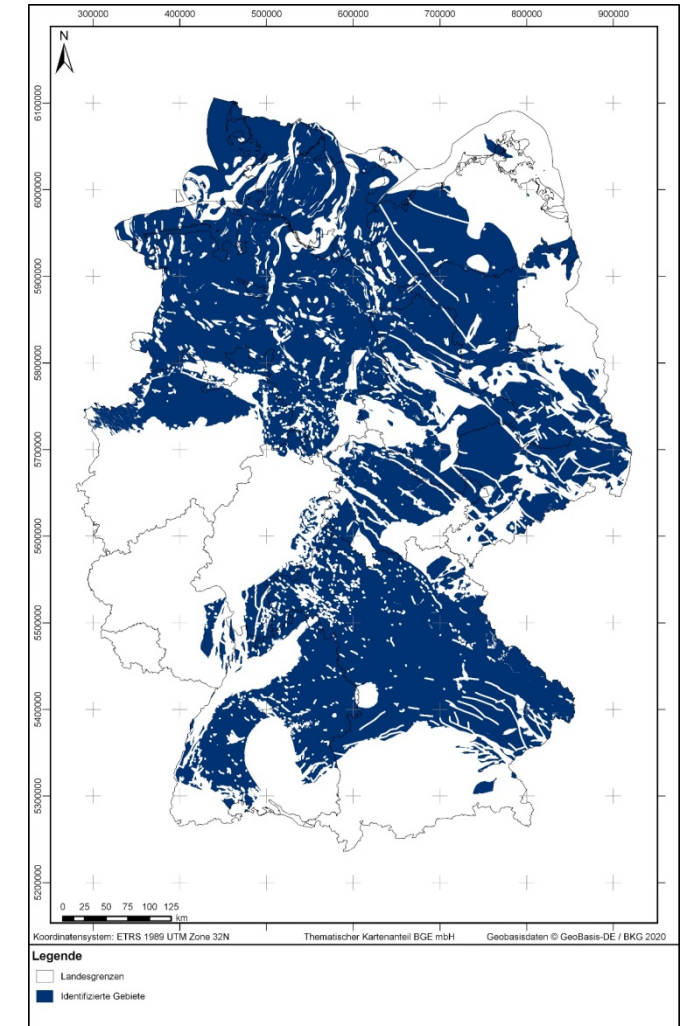 300000 400000 500000 600000 700000 800000 900000
N
6100000
6000000
5900000
5800000
5700000
5600000
5500000
5400000
5300000
5200000
0 25 50 75 100 125
km
Koordinatensystem: ETRS 1989 UTM Zone 32N Thematischer Kartenanteil BGE mbH Geobasisdaten © GeoBasis-DE / BKG 2020
Legende
Landesgrenzen
Identifizierte Gebiete